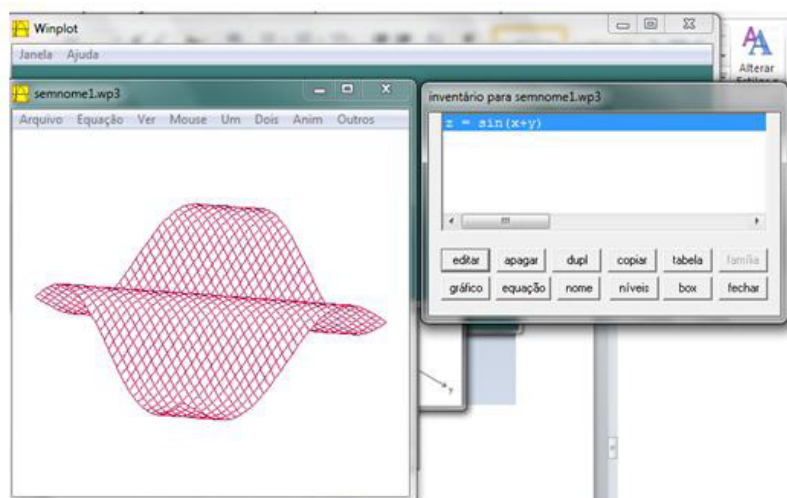 Winplot
Janela Ajuda
Alterar
semnome1.wp3
Arquivo Equação Ver Mouse Um Dois Anim Outros
inventário para semnome1.wp3
z = sin(x+y)
editar apagar dupl copiar tabela família
gráfico equação nome níveis box fechar
y